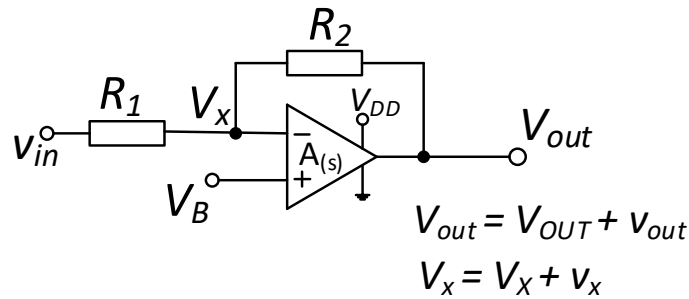 R2
R1
Vx
VDD
vin
−
A(s)
+
Vout
VB
Vout = VOUT + vout
Vx = VX + vx